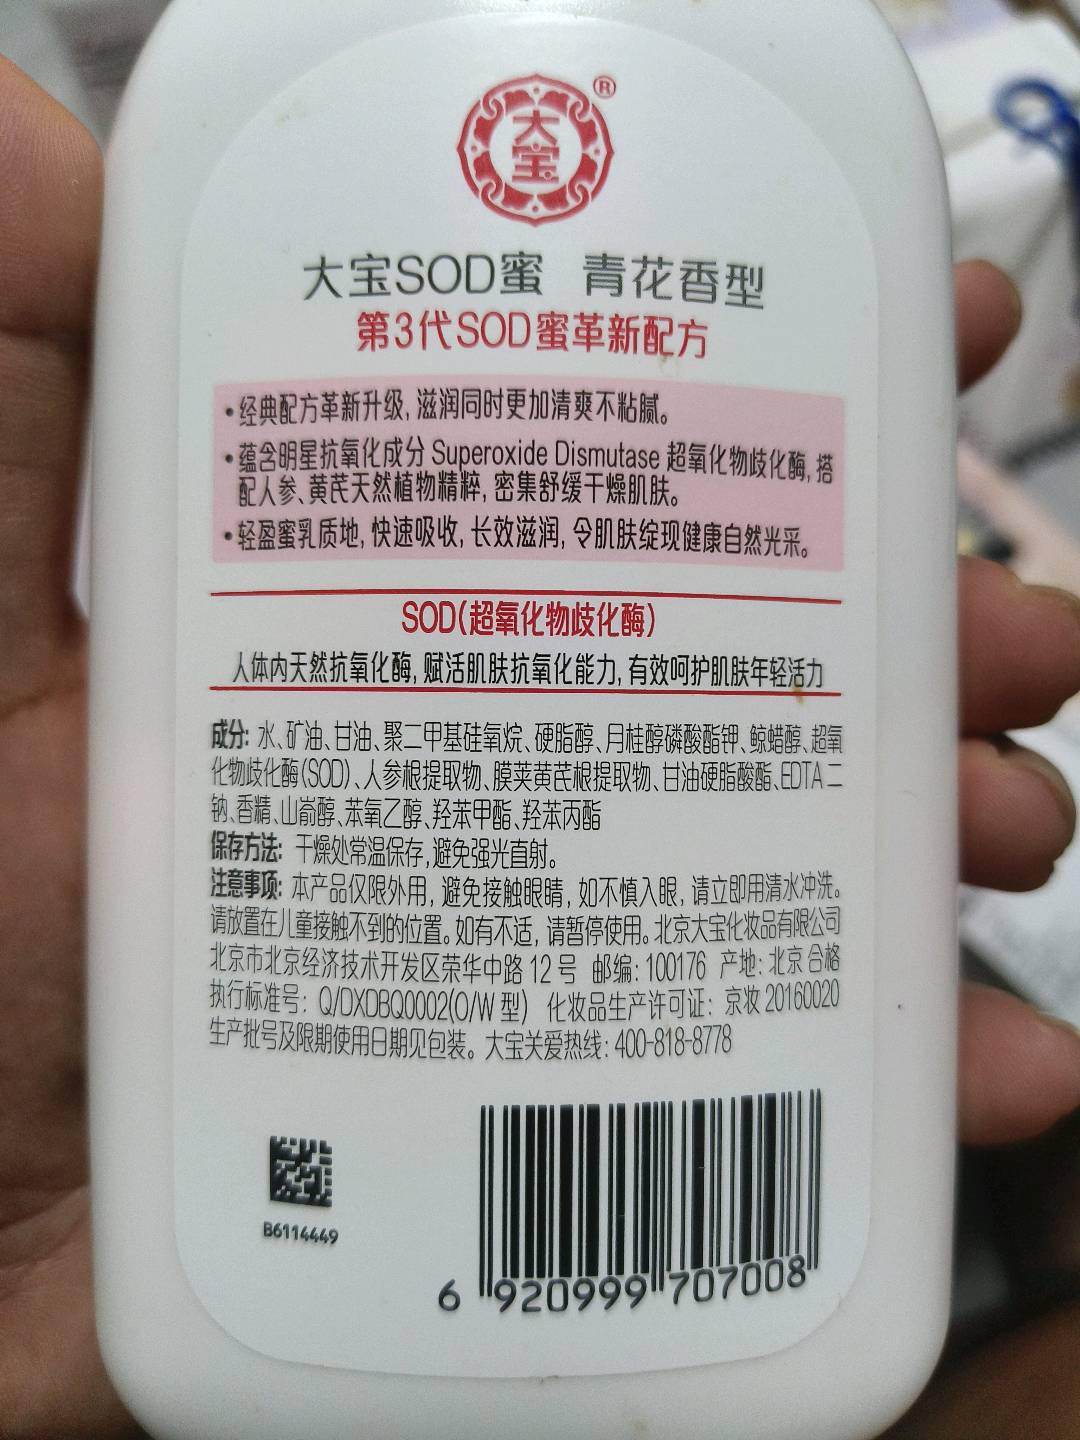 大宝
®
大宝SOD蜜 青花香型
第3代SOD蜜革新配方
•经典配方革新升级,滋润同时更加清爽不粘腻。
•蕴含明星抗氧化成分 Superoxide Dismutase 超氧化物歧化酶,搭
配人参、黄芪天然植物精粹,密集舒缓干燥肌肤。
•轻盈蜜乳质地,快速吸收,长效滋润,令肌肤绽现健康自然光采。
SOD(超氧化物歧化酶)
人体内天然抗氧化酶,赋活肌肤抗氧化能力,有效呵护肌肤年轻活力
成分: 水、矿油、甘油、聚二甲基硅氧烷、硬脂醇、月桂醇磷酸酯钾、鲸蜡醇、超氧
化物歧化酶(SOD)、人参根提取物、膜荚黄芪根提取物、甘油硬脂酸酯、EDTA 二
钠、香精、山嵛醇、苯氧乙醇、羟苯甲酯、羟苯丙酯
保存方法: 干燥处常温保存,避免强光直射。
注意事项: 本产品仅限外用, 避免接触眼睛, 如不慎入眼, 请立即用清水冲洗。
请放置在儿童接触不到的位置。如有不适, 请暂停使用。北京大宝化妆品有限公司
北京市北京经济技术开发区荣华中路 12 号 邮编: 100176 产地: 北京 合格
执行标准号: Q/DXDBQ0002(O/W 型) 化妆品生产许可证: 京妆 20160020
生产批号及限期使用日期见包装。大宝关爱热线: 400-818-8778
B6114449
6 920999 707008